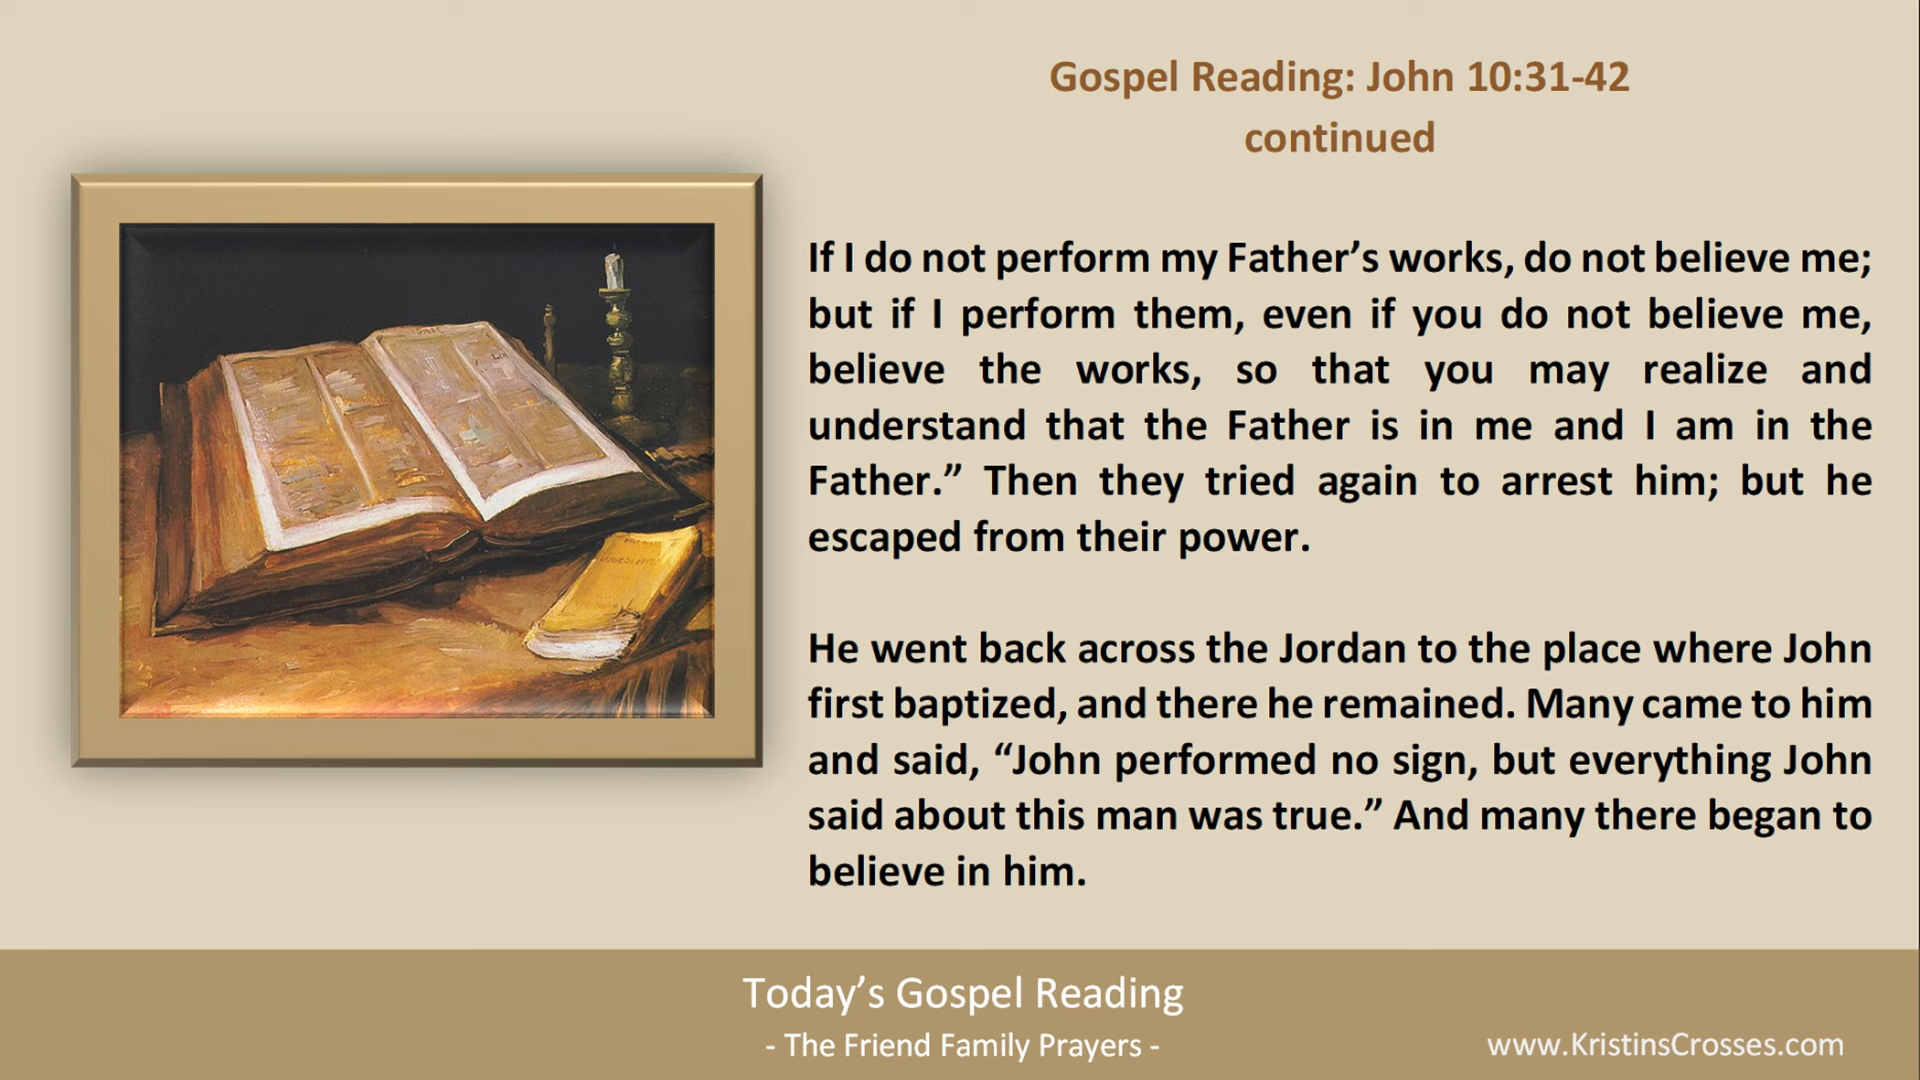 Gospel Reading: John 10:31-42
continued
If I do not perform my Father’s works, do not believe me;
but if I perform them, even if you do not believe me,
believe the works, so that you may realize and
understand that the Father is in me and I am in the
Father.” Then they tried again to arrest him; but he
escaped from their power.
He went back across the Jordan to the place where John
first baptized, and there he remained. Many came to him
and said, “John performed no sign, but everything John
said about this man was true.” And many there began to
believe in him.
Today’s Gospel Reading
- The Friend Family Prayers -
www.KristinsCrosses.com